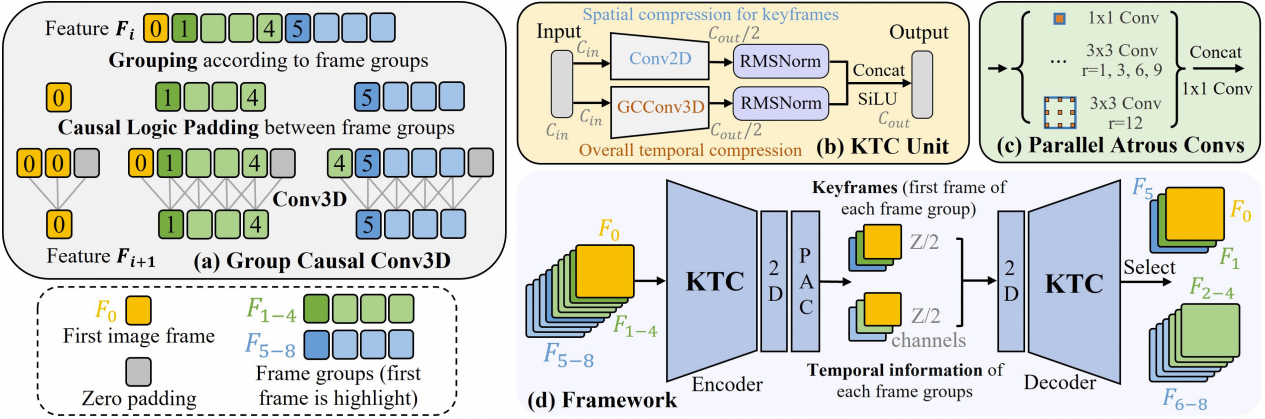 Feature F_i 0 1 4 5
Grouping according to frame groups
0 1 4 5
Causal Logic Padding between frame groups
0 0 0 1 4 4 5
Conv3D
0 1 4 5
Feature F_{i+1}
(a) Group Causal Conv3D
F_0
First image frame
Zero padding
F_{1-4}
F_{5-8}
Frame groups (first
frame is highlight)
Spatial compression for keyframes
Input
C_{in}
C_{out}/2
Output
Conv2D
RMSNorm
Concat
SiLU
GCConv3D
RMSNorm
C_{in}
C_{in}
C_{out}/2
C_{out}
Overall temporal compression
(b) KTC Unit
1x1 Conv
...
3x3 Conv
r=1, 3, 6, 9
3x3 Conv
r=12
Concat
1x1 Conv
(c) Parallel Atrous Convs
F_0
F_{1-4}
F_{5-8}
KTC
2D
PAC
Encoder
Keyframes (first frame of
each frame group)
Z/2
Z/2
channels
Temporal information of
each frame groups
2D
KTC
Decoder
Select
F_5
F_0
F_1
F_{2-4}
F_{6-8}
(d) Framework